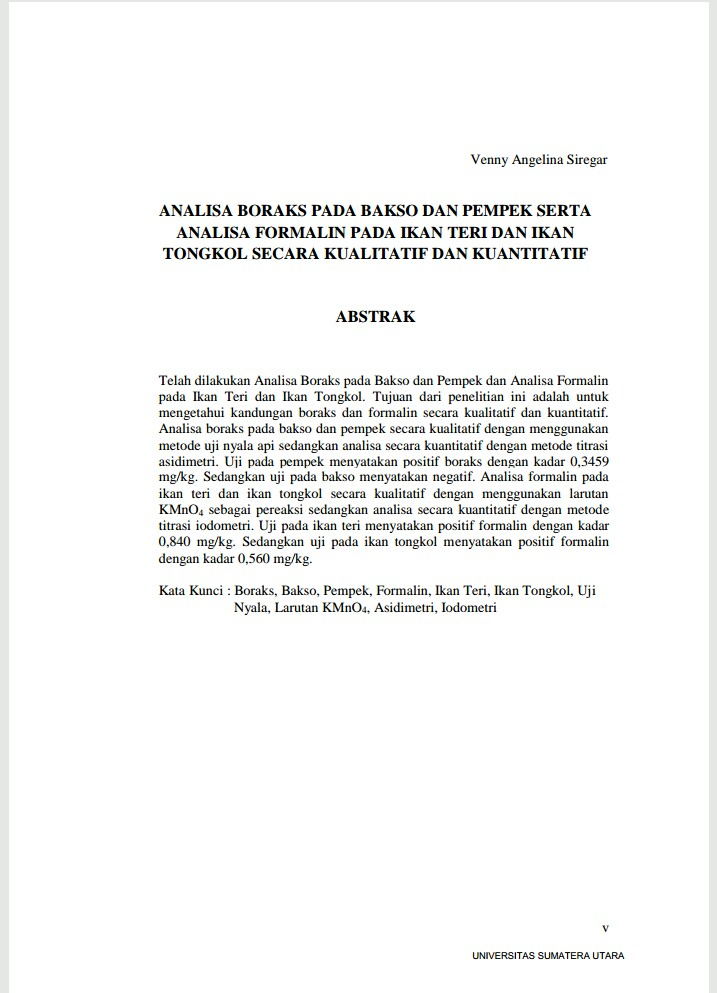 Venny Angelina Siregar
ANALISA BORAKS PADA BAKSO DAN PEMPEK SERTA
ANALISA FORMALIN PADA IKAN TERI DAN IKAN
TONGKOL SECARA KUALITATIF DAN KUANTITATIF
ABSTRAK
Telah dilakukan Analisa Boraks pada Bakso dan Pempek dan Analisa Formalin
pada Ikan Teri dan Ikan Tongkol. Tujuan dari penelitian ini adalah untuk
mengetahui kandungan boraks dan formalin secara kualitatif dan kuantitatif.
Analisa boraks pada bakso dan pempek secara kualitatif dengan menggunakan
metode uji nyala api sedangkan analisa secara kuantitatif dengan metode titrasi
asidimetri. Uji pada pempek menyatakan positif boraks dengan kadar 0,3459
mg/kg. Sedangkan uji pada bakso menyatakan negatif. Analisa formalin pada
ikan teri dan ikan tongkol secara kualitatif dengan menggunakan larutan
KMnO₄ sebagai pereaksi sedangkan analisa secara kuantitatif dengan metode
titrasi iodometri. Uji pada ikan teri menyatakan positif formalin dengan kadar
0,840 mg/kg. Sedangkan uji pada ikan tongkol menyatakan positif formalin
dengan kadar 0,560 mg/kg.
Kata Kunci : Boraks, Bakso, Pempek, Formalin, Ikan Teri, Ikan Tongkol, Uji
Nyala, Larutan KMnO₄, Asidimetri, Iodometri
v
UNIVERSITAS SUMATERA UTARA